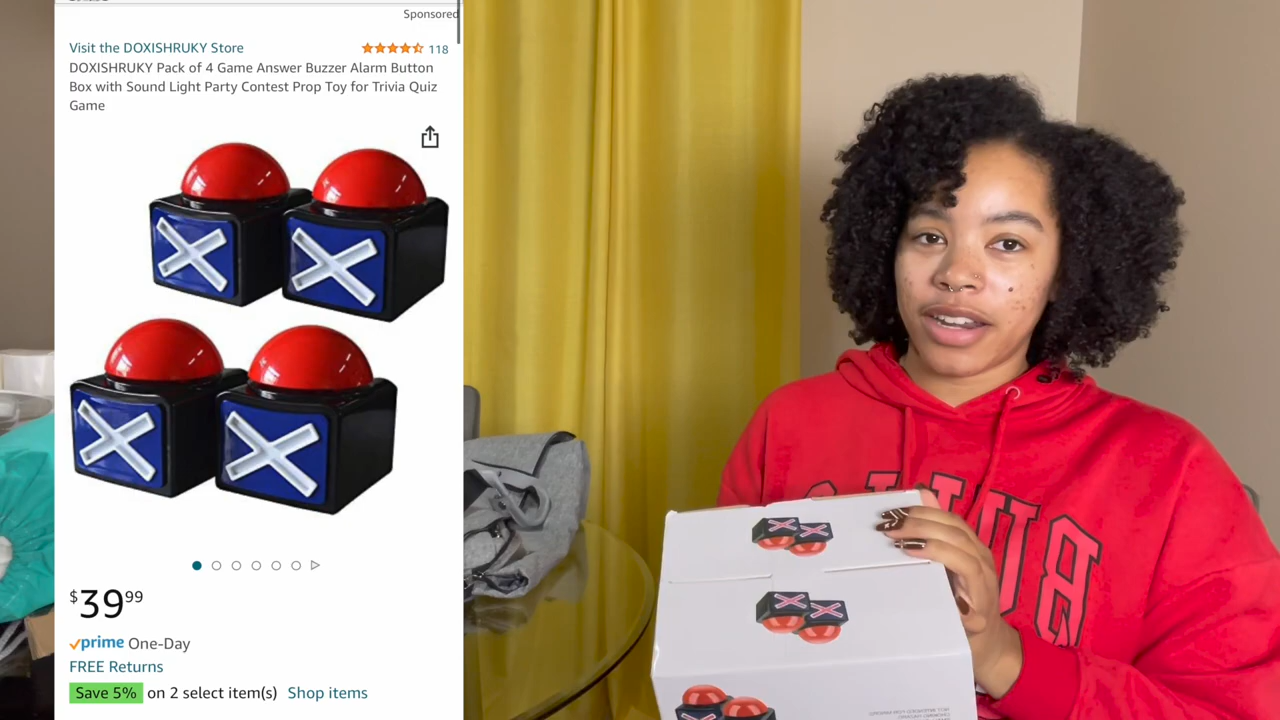 Sponsored
Visit the DOXISHRUKY Store
118
DOXISHRUKY Pack of 4 Game Answer Buzzer Alarm Button
Box with Sound Light Party Contest Prop Toy for Trivia Quiz
Game
$39.99
prime One-Day
FREE Returns
Save 5% on 2 select item(s) Shop items